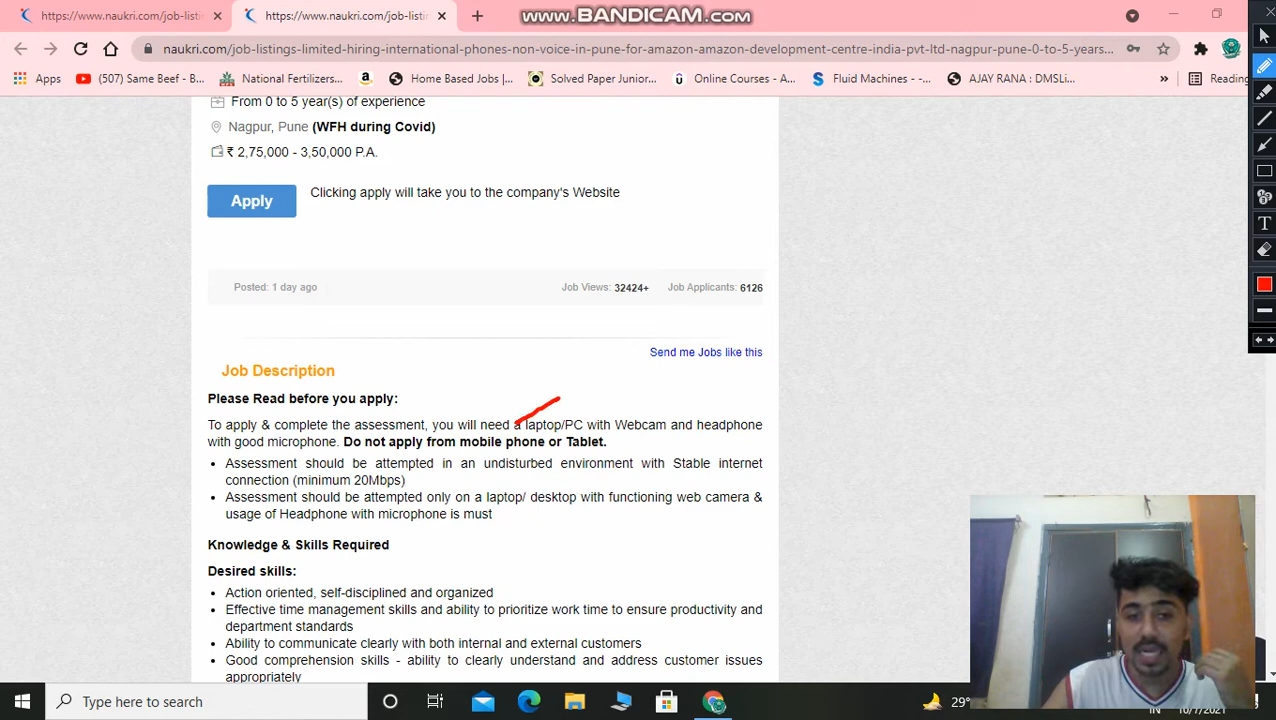 https://www.naukri.com/job-listi
https://www.naukri.com/job-listin
www.BANDICAM.com
naukri.com/job-listings-limited-hiring-international-phones-non-voice-in-pune-for-amazon-amazon-development-centre-india-pvt-ltd-nagpur-pune-0-to-5-years...
Apps
(507) Same Beef - B...
National Fertilizers...
Home Based Jobs |...
Solved Paper Junior...
Online Courses - A...
Fluid Machines - -...
AJAY RANA : DMSLi...
»
Reading
From 0 to 5 year(s) of experience
Nagpur, Pune (WFH during Covid)
₹ 2,75,000 - 3,50,000 P.A.
Apply
Clicking apply will take you to the company's Website
Posted: 1 day ago
Job Views: 32424+
Job Applicants: 6126
Send me Jobs like this
Job Description
Please Read before you apply:
To apply & complete the assessment, you will need a laptop/PC with Webcam and headphone
with good microphone. Do not apply from mobile phone or Tablet.
• Assessment should be attempted in an undisturbed environment with Stable internet
connection (minimum 20Mbps)
• Assessment should be attempted only on a laptop/ desktop with functioning web camera &
usage of Headphone with microphone is must
Knowledge & Skills Required
Desired skills:
• Action oriented, self-disciplined and organized
• Effective time management skills and ability to prioritize work time to ensure productivity and
department standards
• Ability to communicate clearly with both internal and external customers
• Good comprehension skills - ability to clearly understand and address customer issues
appropriately
Type here to search
29°
IN
10/7/2021